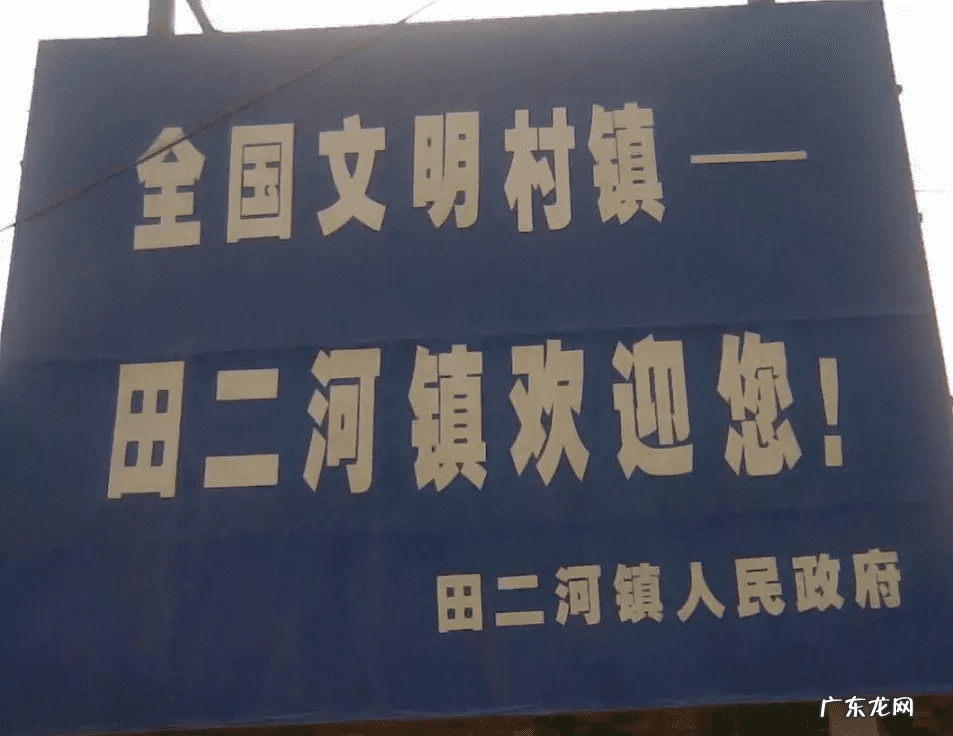 全国文明村镇—
田二河镇欢迎您！
田二河镇人民政府
广东龙网